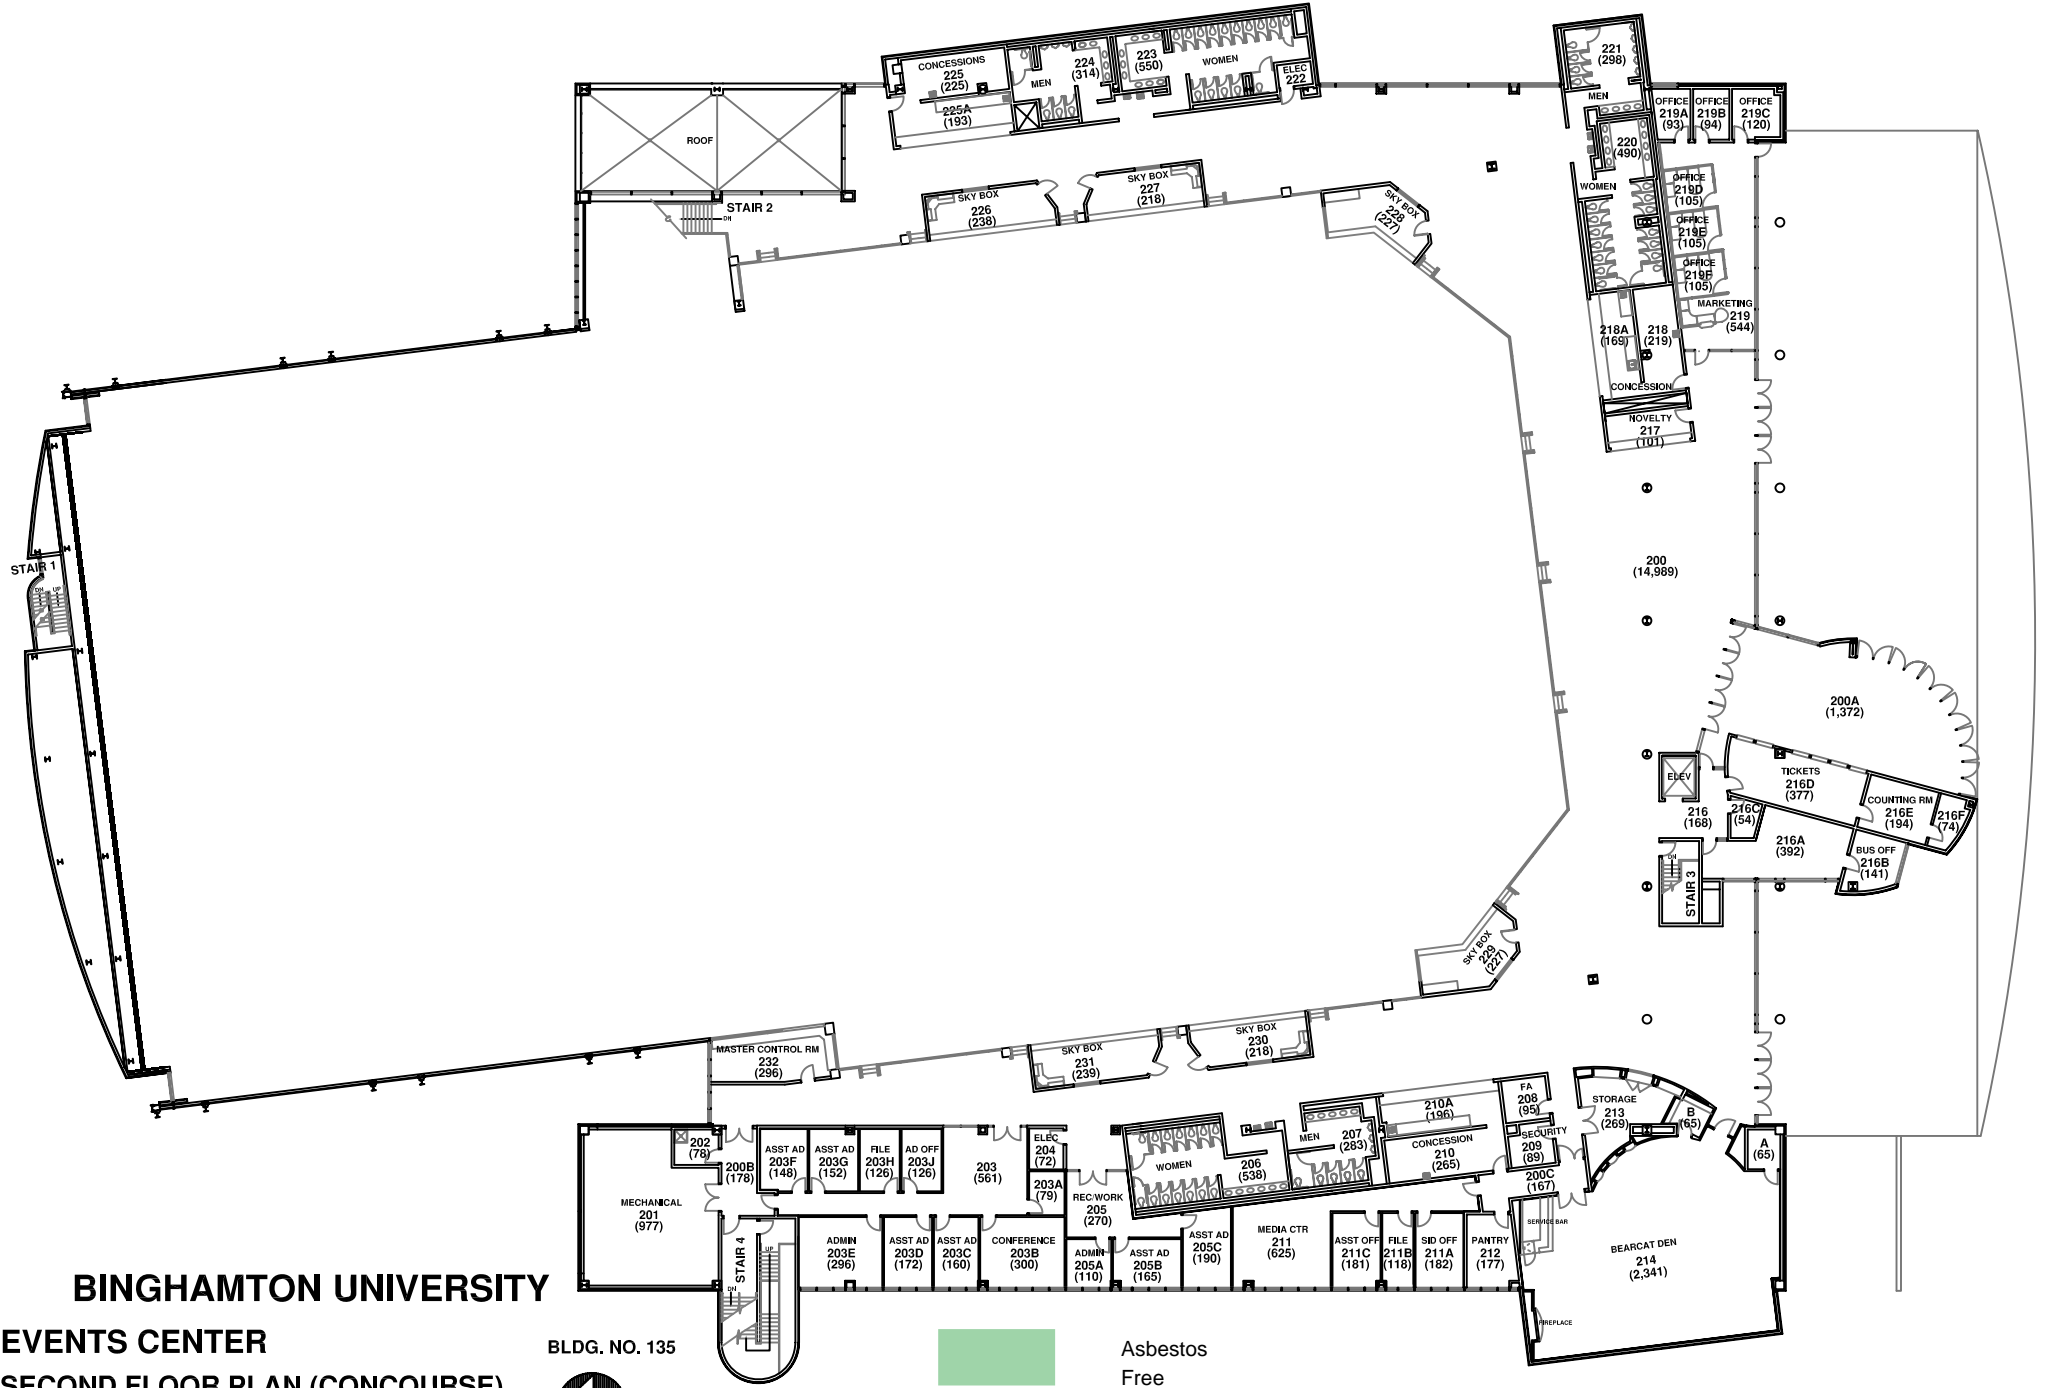 CONCESSIONS
225
(225)
225A
(193)
MEN
224
(314)
223
(550)
WOMEN
ELEC
222
221
(298)
MEN
OFFICE
219A
(93)
OFFICE
219B
(94)
OFFICE
219C
(120)
220
(490)
WOMEN
OFFICE
219D
(105)
OFFICE
219E
(105)
OFFICE
219F
(105)
MARKETING
219
(544)
218A
(169)
218
(219)
CONCESSION
NOVELTY
217
(101)
ROOF
STAIR 2
DN
SKY BOX
226
(238)
SKY BOX
227
(218)
SKY BOX
228
(227)
STAIR 1
DN
UP
200
(14,989)
200A
(1,372)
ELEV
TICKETS
216D
(377)
COUNTING RM
216E
(194)
216F
(74)
216
(168)
216C
(54)
216A
(392)
BUS OFF
216B
(141)
DN
STAIR 3
SKY BOX
229
(227)
SKY BOX
230
(218)
SKY BOX
231
(239)
MASTER CONTROL RM
232
(296)
FA
208
(95)
STORAGE
213
(269)
B
(65)
A
(65)
210A
(196)
MEN
207
(283)
CONCESSION
210
(265)
SECURITY
209
(89)
200C
(167)
WOMEN
206
(538)
202
(78)
200B
(178)
ASST AD
203F
(148)
ASST AD
203G
(152)
FILE
203H
(126)
AD OFF
203J
(126)
203
(561)
ELEC
204
(72)
203A
(79)
REC/WORK
205
(270)
MECHANICAL
201
(977)
STAIR 4
UP
DN
ADMIN
203E
(296)
ASST AD
203D
(172)
ASST AD
203C
(160)
CONFERENCE
203B
(300)
ADMIN
205A
(110)
ASST AD
205B
(165)
ASST AD
205C
(190)
MEDIA CTR
211
(625)
ASST OFF
211C
(181)
FILE
211B
(118)
SID OFF
211A
(182)
PANTRY
212
(177)
SERVICE BAR
BEARCAT DEN
214
(2,341)
FIREPLACE
BINGHAMTON UNIVERSITY
EVENTS CENTER
BLDG. NO. 135
SECOND FLOOR PLAN (CONCOURSE)
Asbestos
Free